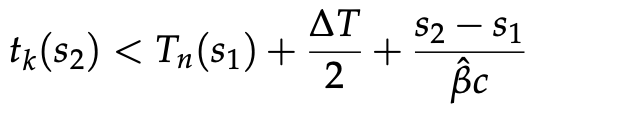 t_k(s_2) < T_n(s_1) + \frac{\Delta T}{2} + \frac{s_2 - s_1}{\hat{\beta}c}